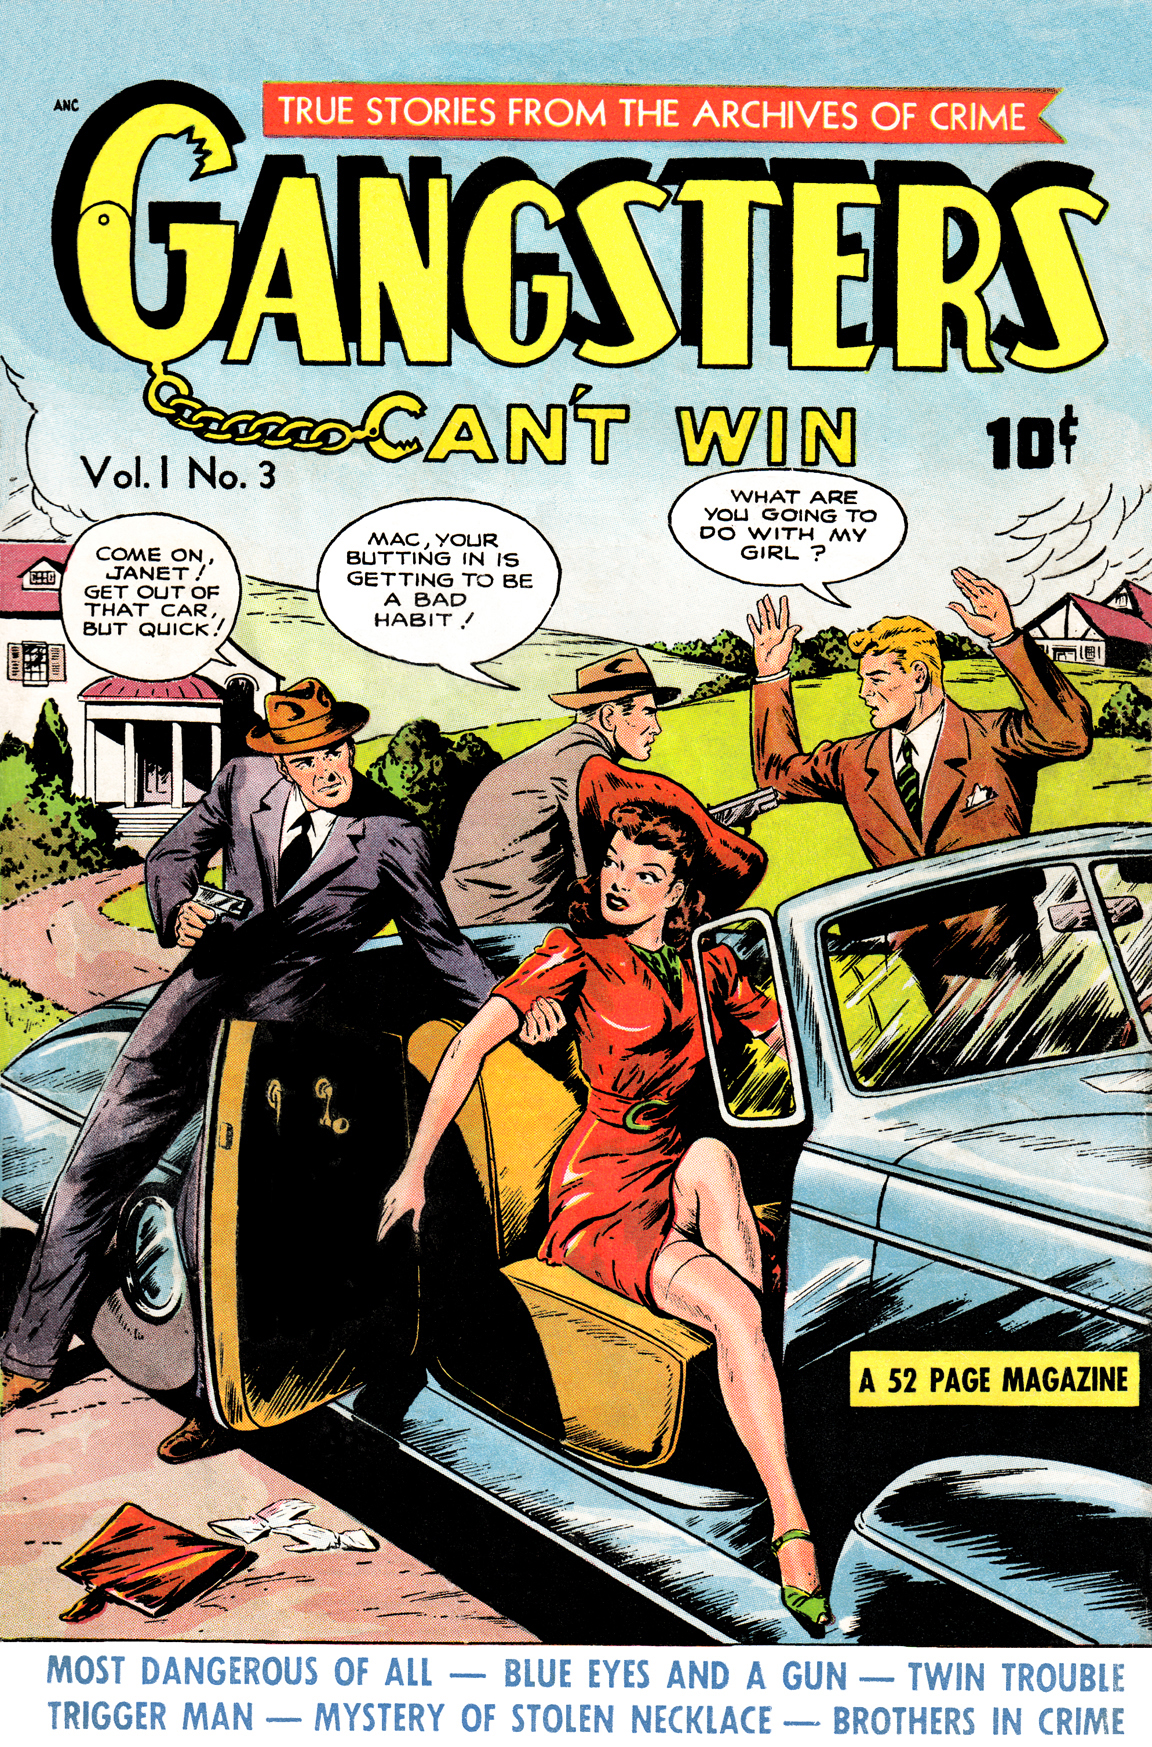 ANC
TRUE STORIES FROM THE ARCHIVES OF CRIME
GANGSTERS
CAN'T WIN
10¢
Vol. 1 No. 3
COME ON,
JANET!
GET OUT OF
THAT CAR,
BUT QUICK!
MAC, YOUR
BUTTING IN IS
GETTING TO BE
A BAD
HABIT!
WHAT ARE
YOU GOING TO
DO WITH MY
GIRL?
A 52 PAGE MAGAZINE
MOST DANGEROUS OF ALL — BLUE EYES AND A GUN — TWIN TROUBLE
TRIGGER MAN — MYSTERY OF STOLEN NECKLACE — BROTHERS IN CRIME